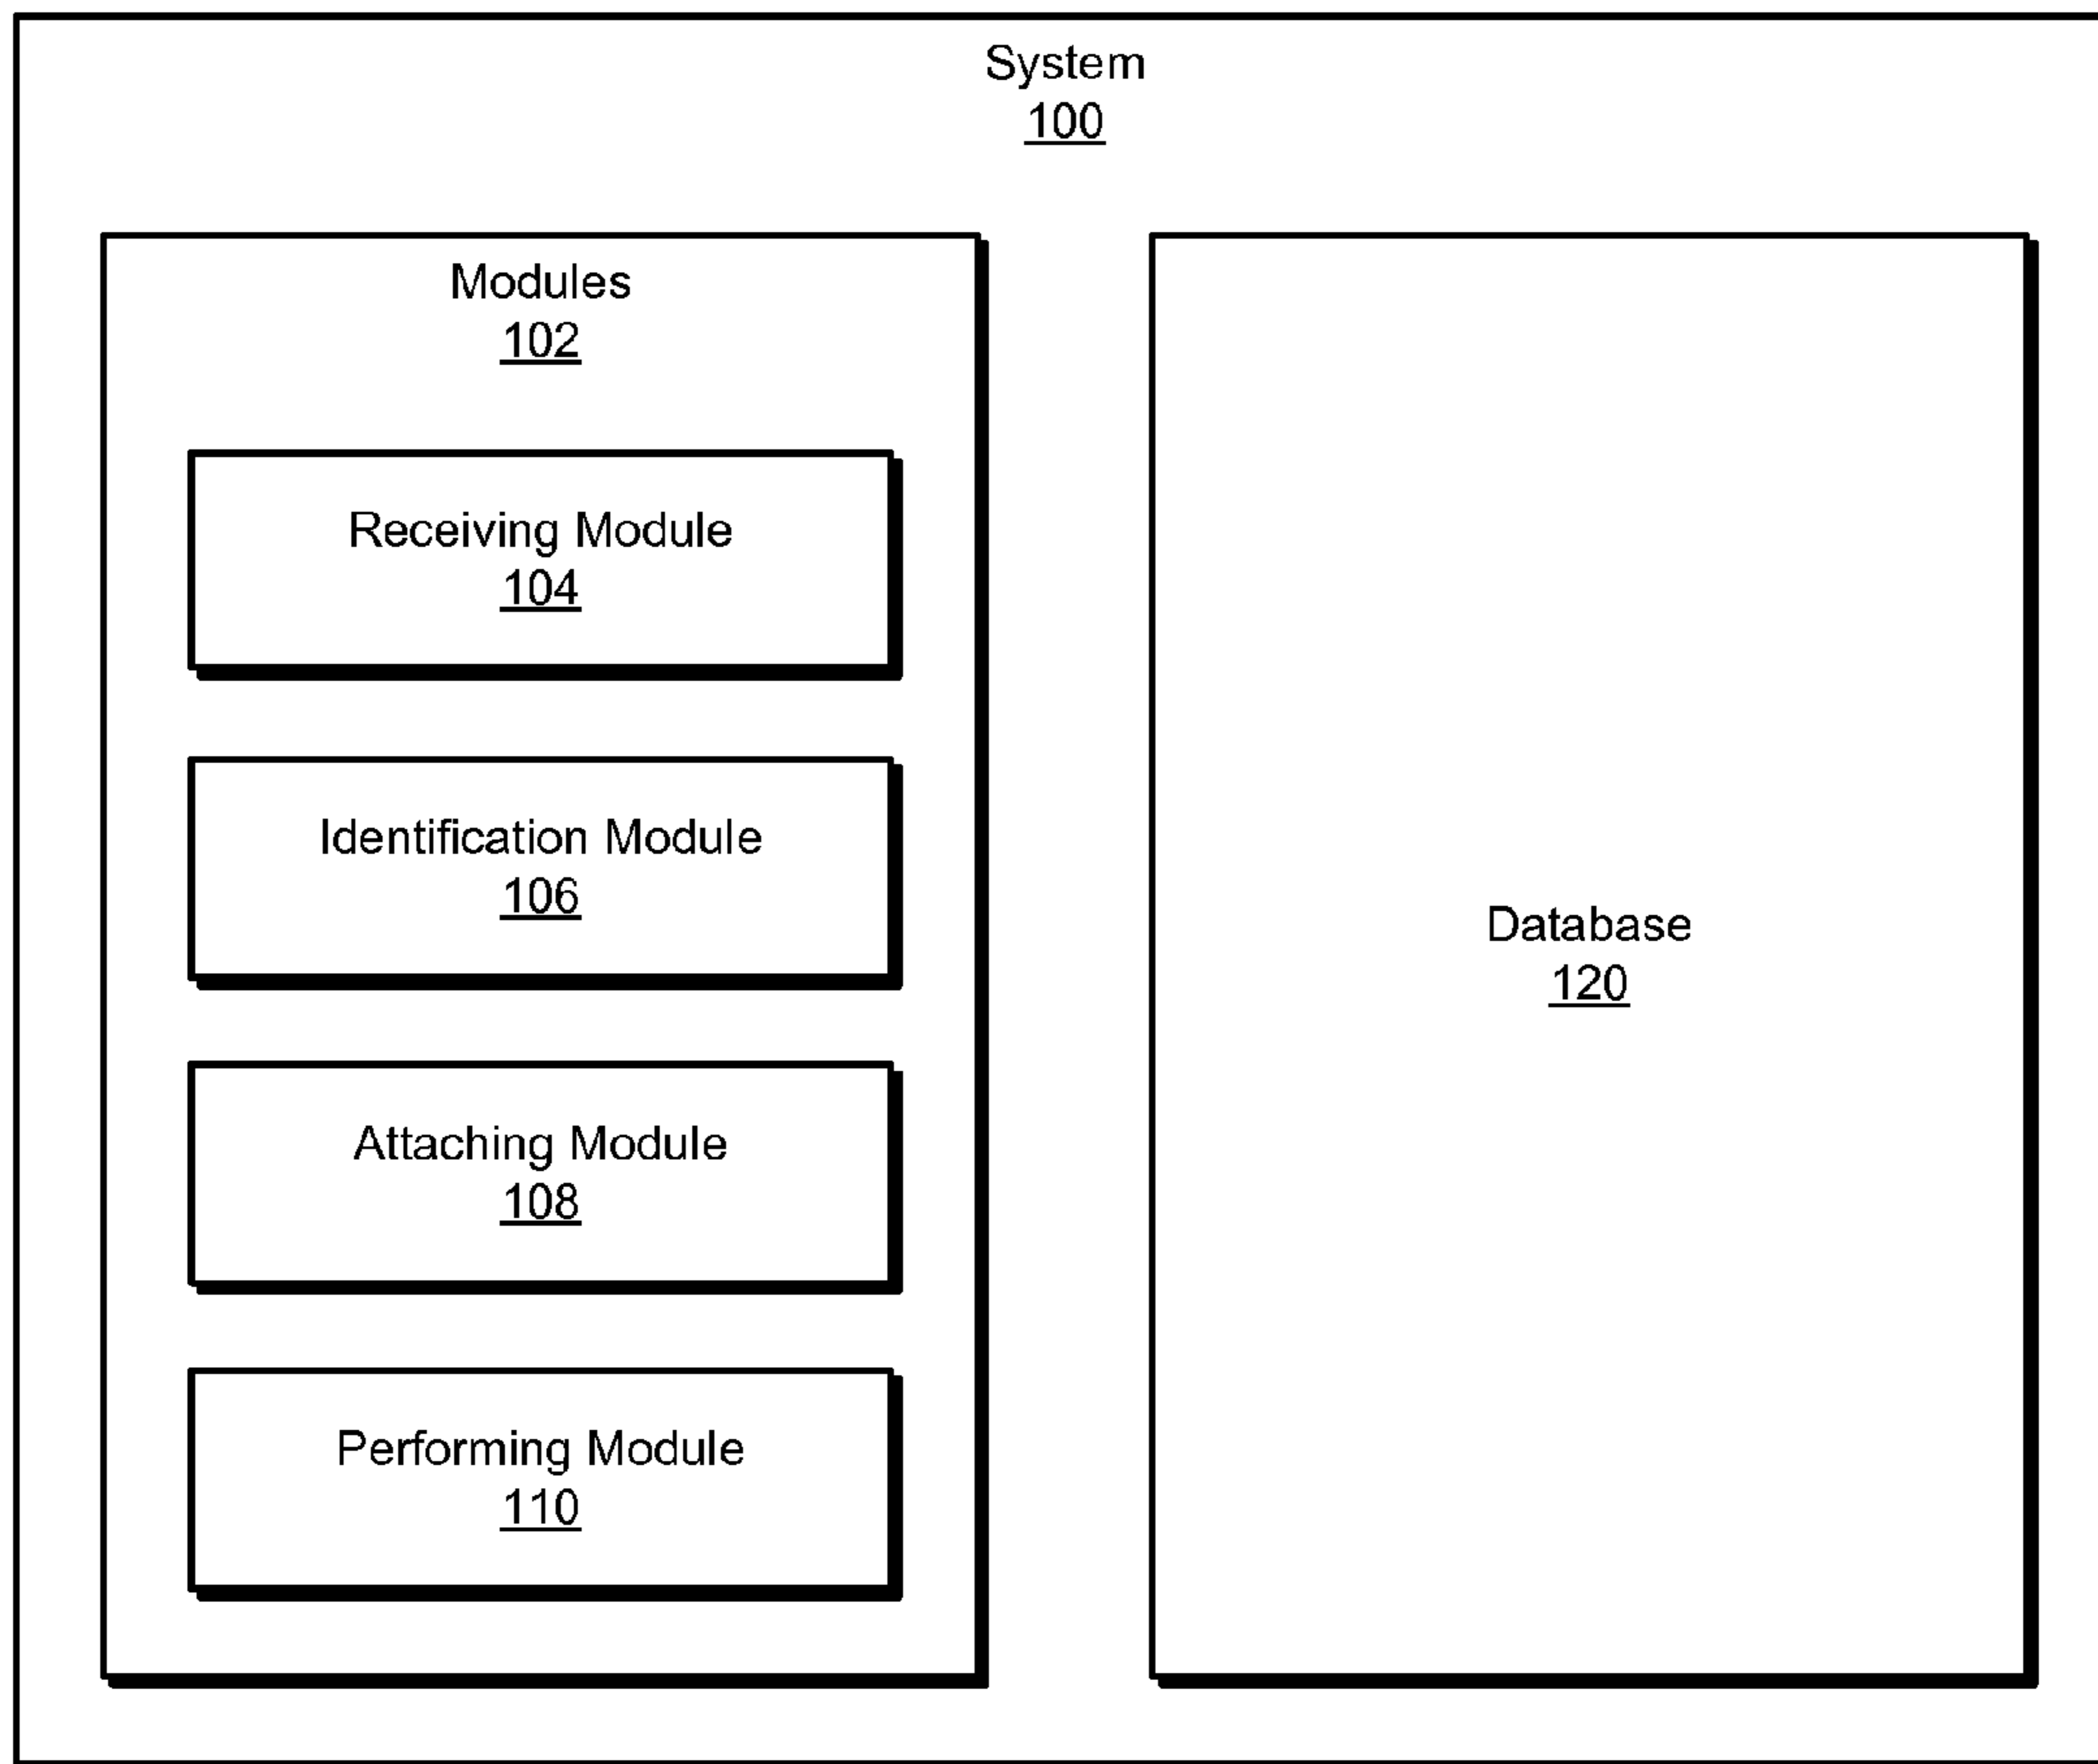 System
100
Modules
102
Receiving Module
104
Identification Module
106
Attaching Module
108
Performing Module
110
Database
120